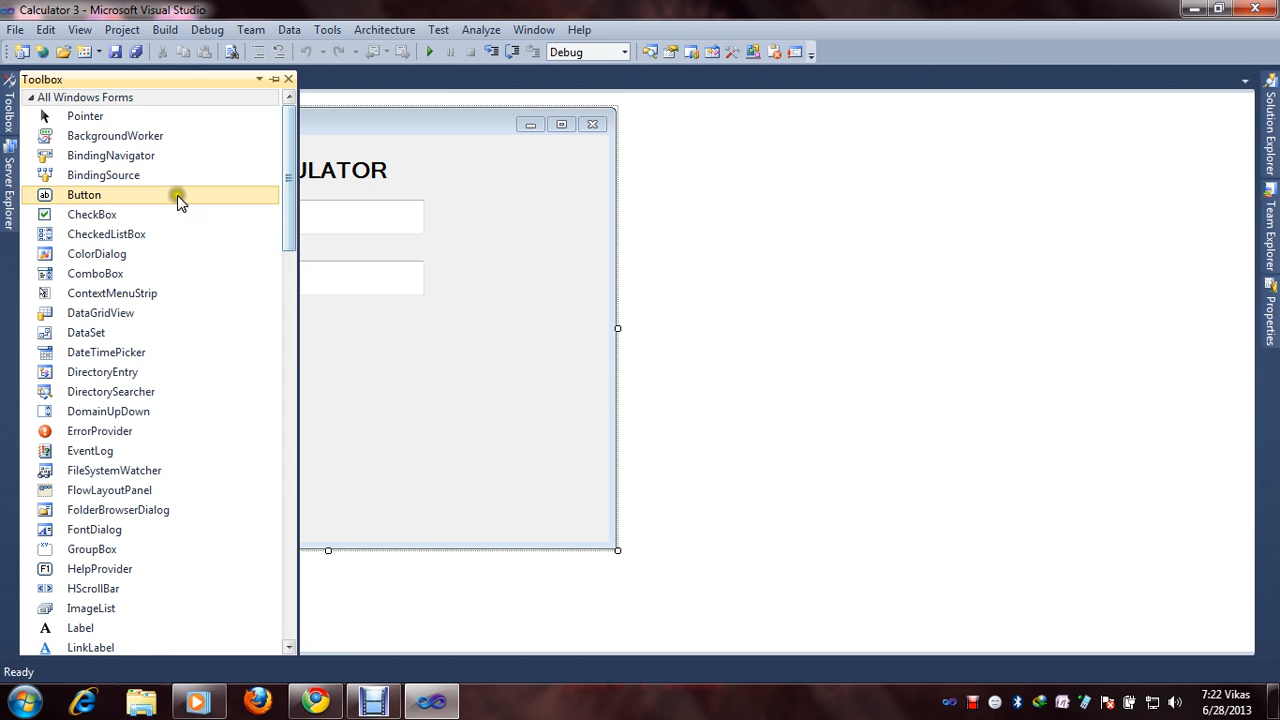 Calculator 3 - Microsoft Visual Studio
File Edit View Project Build Debug Team Data Tools Architecture Test Analyze Window Help
Debug
Toolbox
All Windows Forms
Pointer
BackgroundWorker
BindingNavigator
BindingSource
ab Button
CheckBox
CheckedListBox
ColorDialog
ComboBox
ContextMenuStrip
DataGridView
DataSet
DateTimePicker
DirectoryEntry
DirectorySearcher
DomainUpDown
ErrorProvider
EventLog
FileSystemWatcher
FlowLayoutPanel
FolderBrowserDialog
FontDialog
GroupBox
F1 HelpProvider
HScrollBar
ImageList
A Label
A LinkLabel
Toolbox
Server Explorer
ULATOR
Solution Explorer
Team Explorer
Properties
Ready
7:22 Vikas
6/28/2013